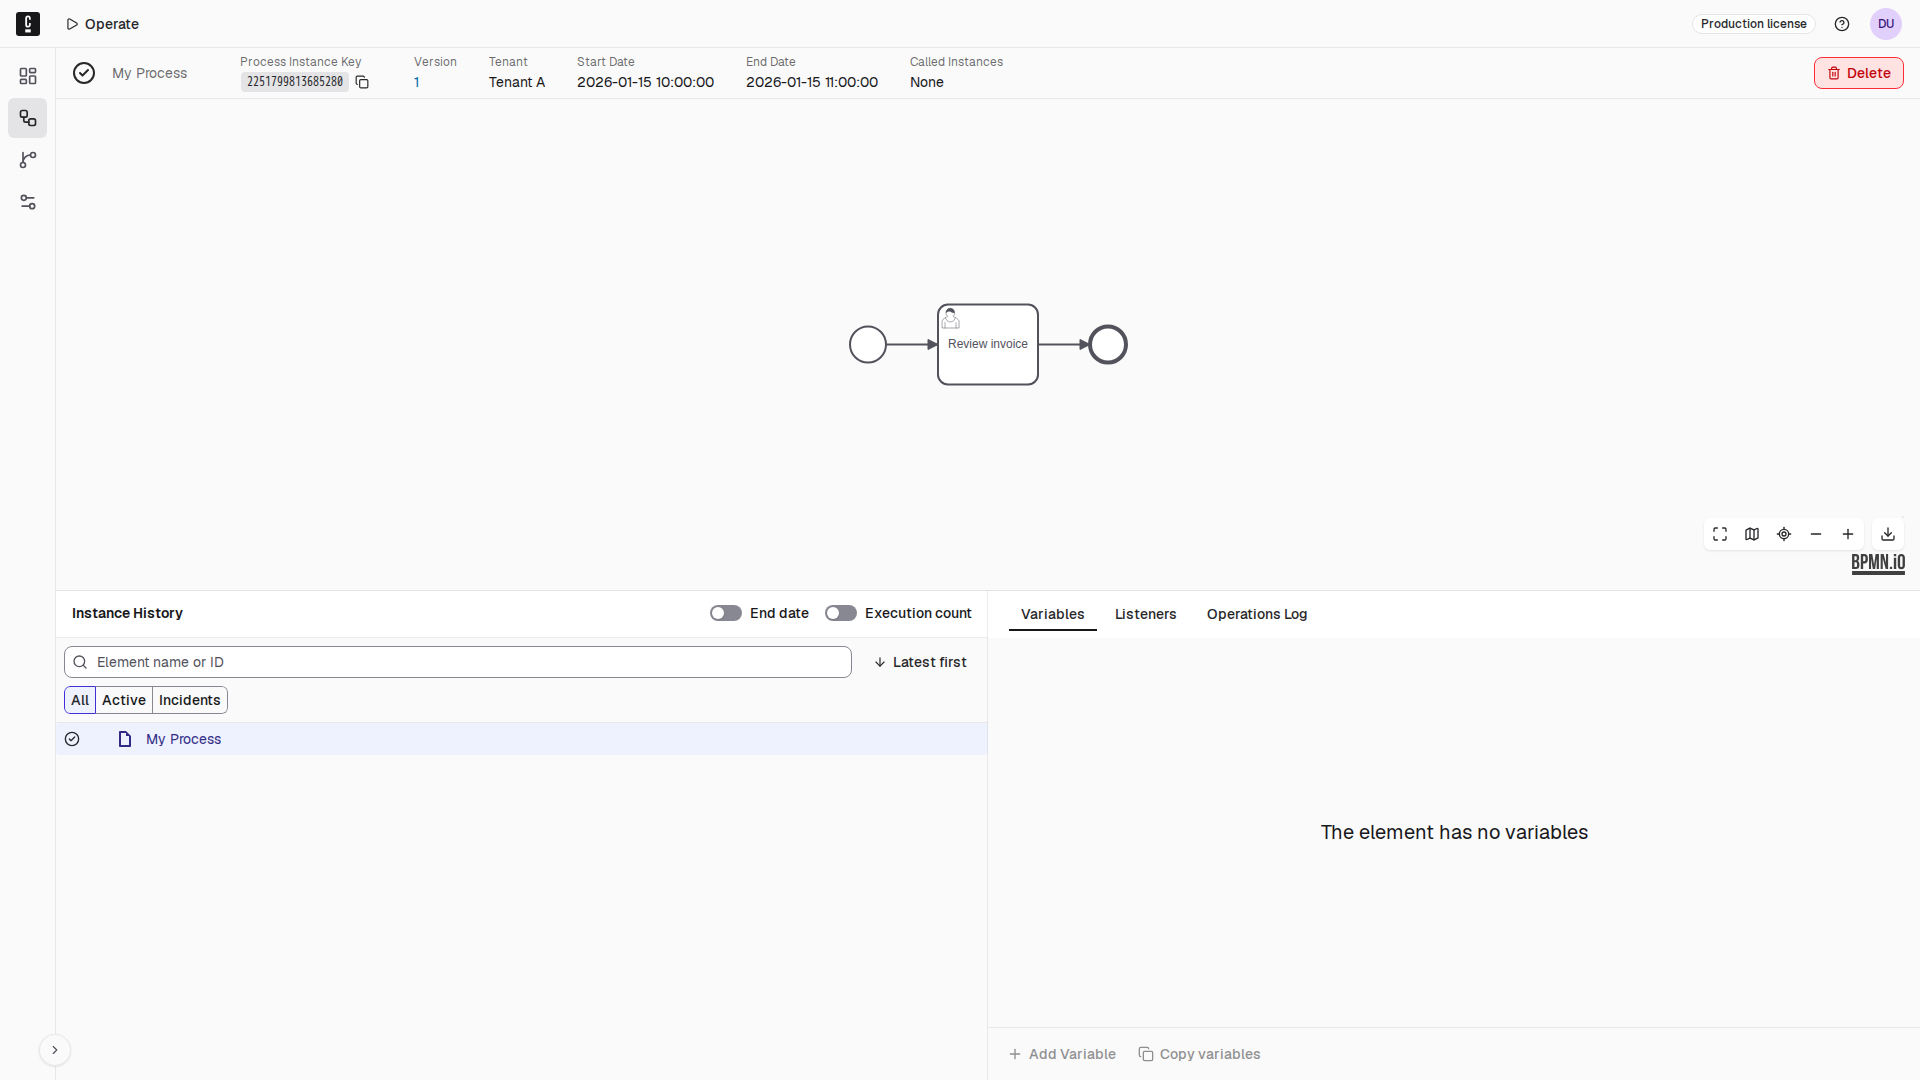 Operate
Production license
DU
My Process
Process Instance Key
2251799813685280
Version
1
Tenant
Tenant A
Start Date
2026-01-15 10:00:00
End Date
2026-01-15 11:00:00
Called Instances
None
Delete
Review invoice
BPMN.iO
Instance History
End date
Execution count
Element name or ID
Latest first
All
Active
Incidents
My Process
Variables
Listeners
Operations Log
The element has no variables
Add Variable
Copy variables